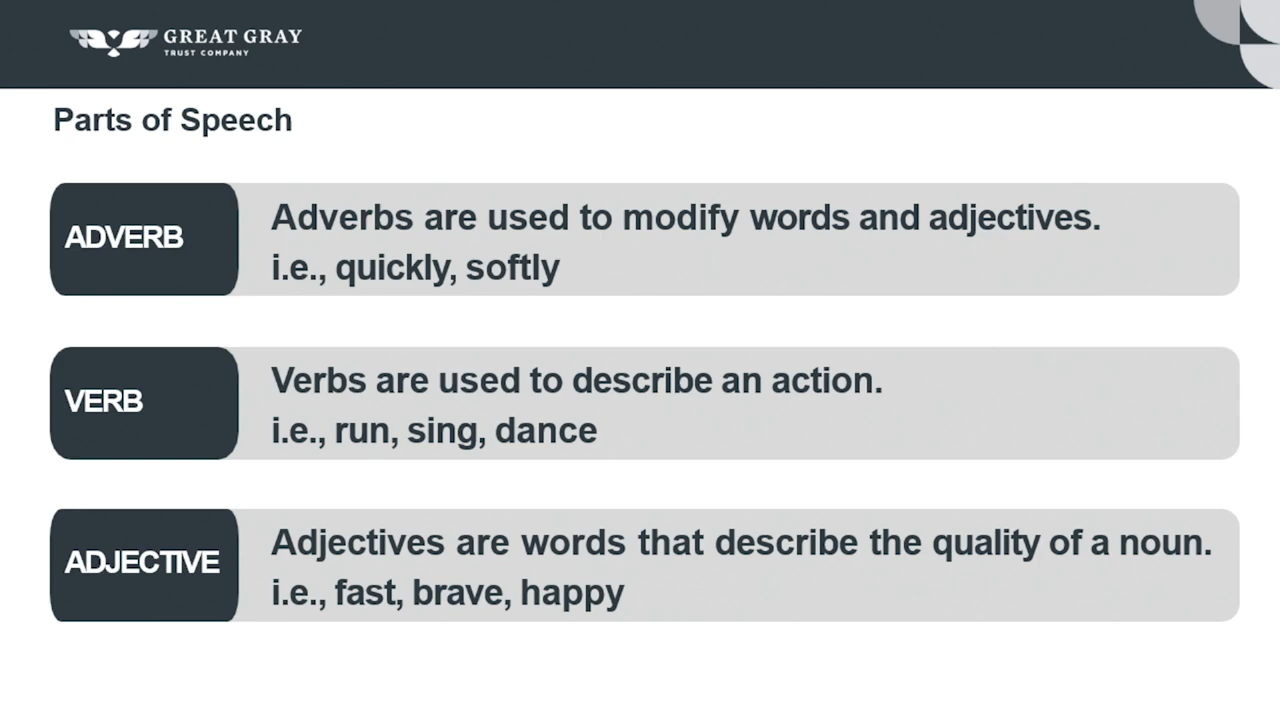 GREAT GRAY
TRUST COMPANY
Parts of Speech
ADVERB
Adverbs are used to modify words and adjectives.
i.e., quickly, softly
VERB
Verbs are used to describe an action.
i.e., run, sing, dance
ADJECTIVE
Adjectives are words that describe the quality of a noun.
i.e., fast, brave, happy